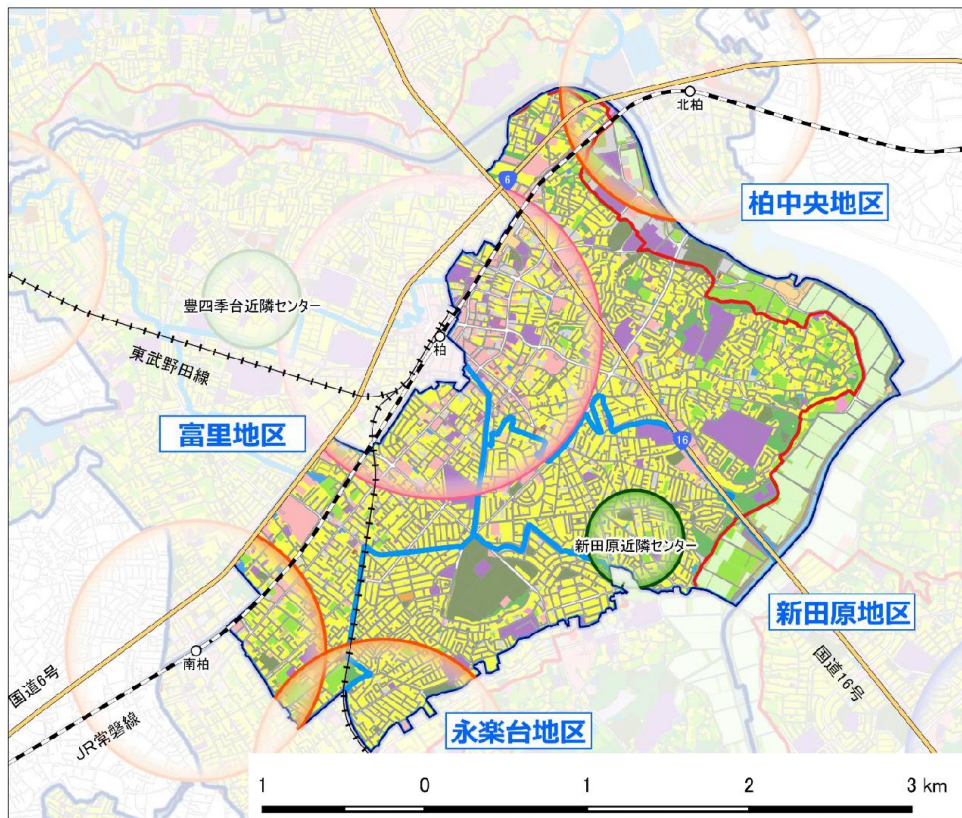 北柏
6
柏中央地区
豊四季台近隣センター
柏
東武野田線
富里地区
16
新田原近隣センター
新田原地区
南柏
国道6号
国道16号
JR常磐線
永楽台地区
1 0 1 2 3 km